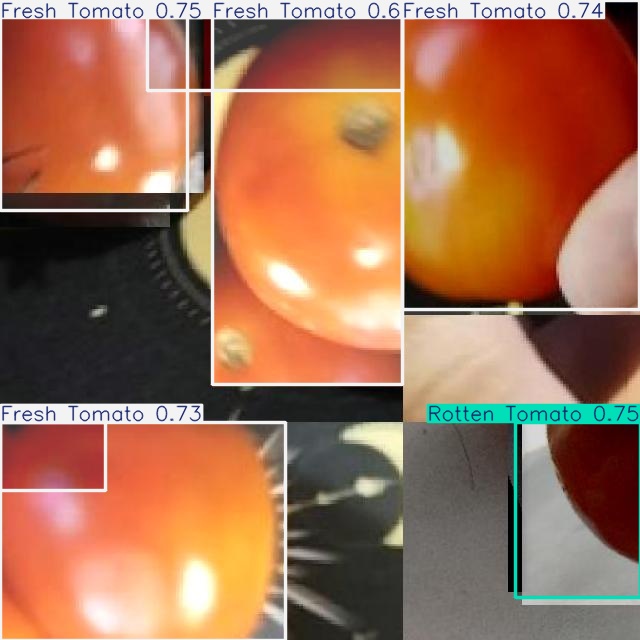 Fresh Tomato 0.75
Fresh Tomato 0.6
Fresh Tomato 0.74
Fresh Tomato 0.73
Rotten Tomato 0.75